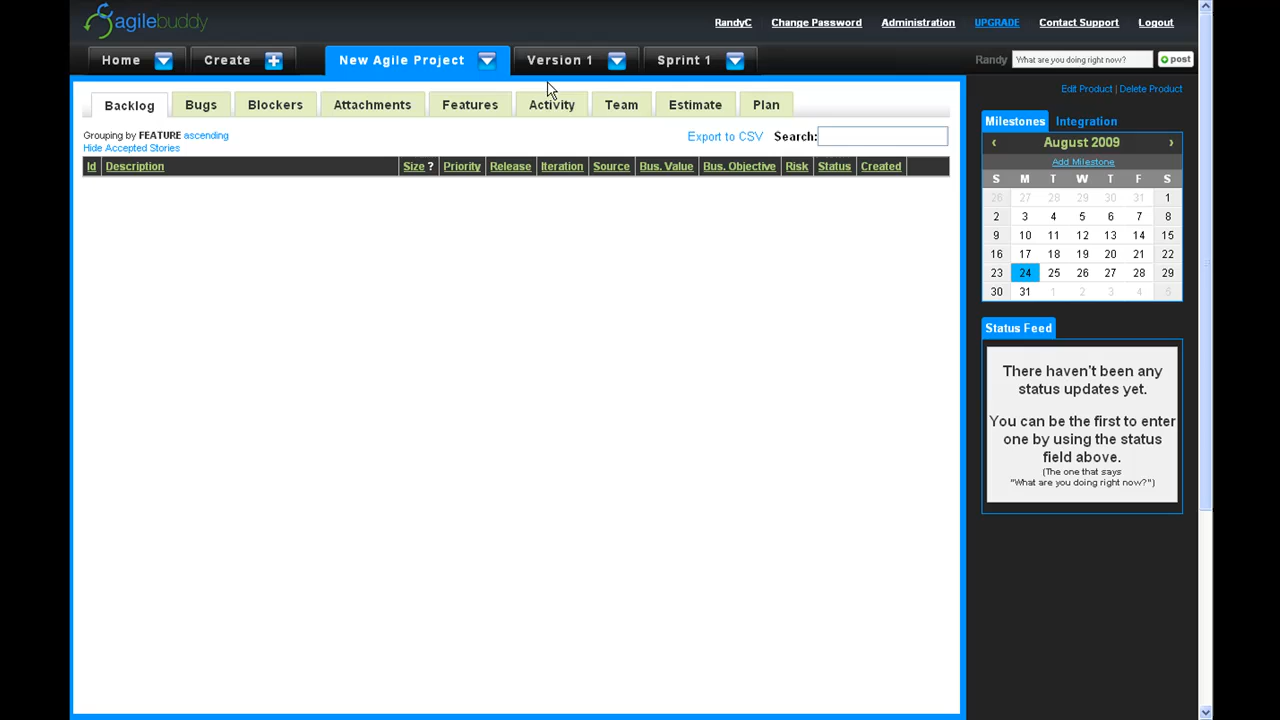 agilebuddy
RandyC Change Password Administration UPGRADE Contact Support Logout
Home Create New Agile Project Version 1 Sprint 1 Randy What are you doing right now? post
Edit Product | Delete Product
Backlog Bugs Blockers Attachments Features Activity Team Estimate Plan
Grouping by FEATURE ascending
Hide Accepted Stories
Export to CSV Search:
Id Description Size ? Priority Release Iteration Source Bus. Value Bus. Objective Risk Status Created
Milestones Integration
‹ August 2009 ›
Add Milestone
S M T W T F S
26 27 28 29 30 31 1
2 3 4 5 6 7 8
9 10 11 12 13 14 15
16 17 18 19 20 21 22
23 24 25 26 27 28 29
30 31 1 2 3 4 5
Status Feed
There haven't been any
status updates yet.
You can be the first to enter
one by using the status
field above.
(The one that says
"What are you doing right now?")